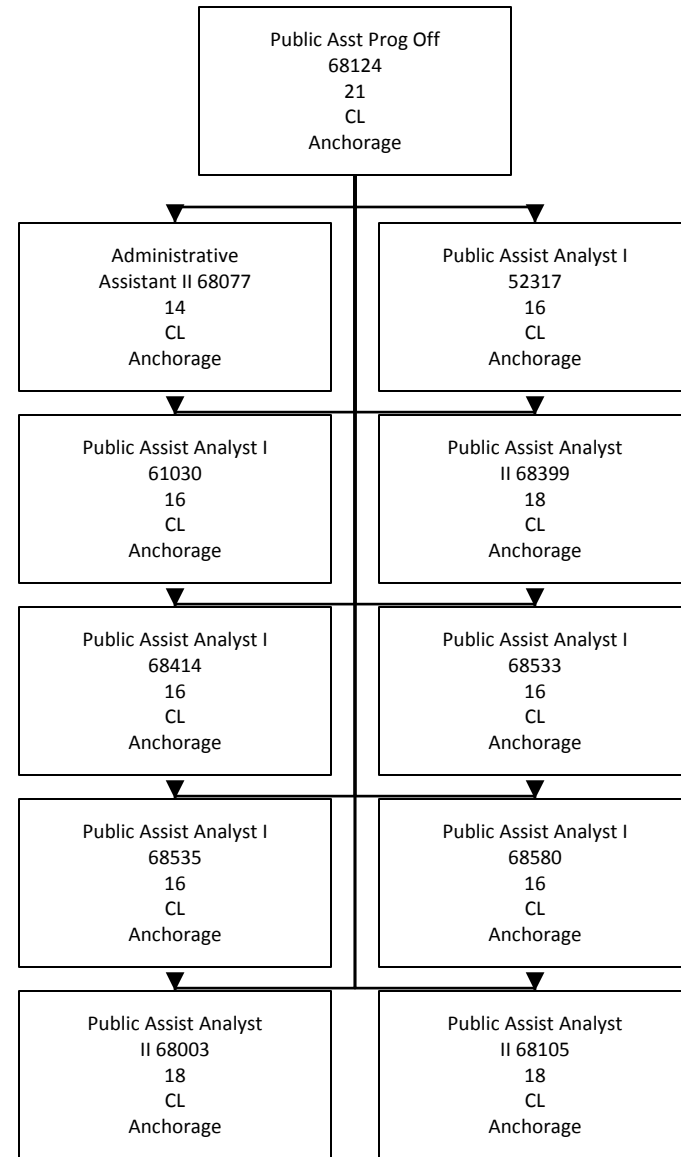 Public Asst Prog Off
68124
21
CL
Anchorage
Administrative
Assistant II 68077
14
CL
Anchorage
Public Assist Analyst I
52317
16
CL
Anchorage
Public Assist Analyst I
61030
16
CL
Anchorage
Public Assist Analyst
II 68399
18
CL
Anchorage
Public Assist Analyst I
68414
16
CL
Anchorage
Public Assist Analyst I
68533
16
CL
Anchorage
Public Assist Analyst I
68535
16
CL
Anchorage
Public Assist Analyst I
68580
16
CL
Anchorage
Public Assist Analyst
II 68003
18
CL
Anchorage
Public Assist Analyst
II 68105
18
CL
Anchorage